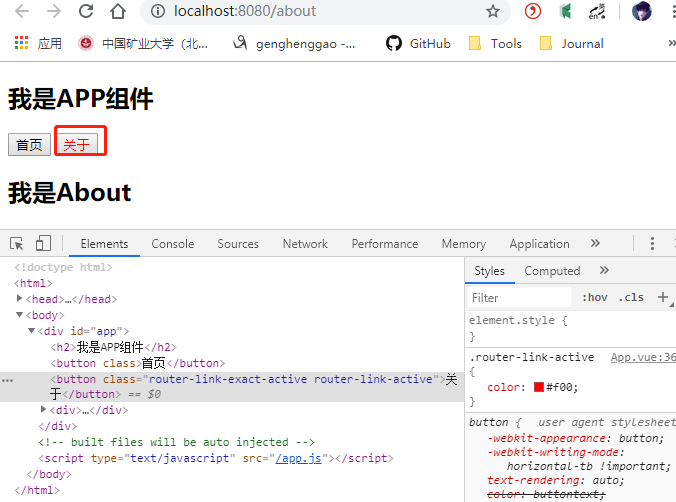 localhost:8080/about
en
应用
中国矿业大学（北...
genghenggao -...
GitHub
Tools
Journal
»
我是APP组件
首页 关于
我是About
Elements Console Sources Network Performance Memory Application »
<!doctype html>
<html>
<head>…</head>
<body>
<div id="app">
<h2>我是APP组件</h2>
<button class>首页</button>
<button class="router-link-exact-active router-link-active">关
于</button> == $0
<div>…</div>
</div>
<!-- built files will be auto injected -->
<script type="text/javascript" src="/app.js"></script>
</body>
</html>
Styles Computed »
Filter :hov .cls +
element.style {
}
.router-link-active App.vue:36
{
color: #f00;
}
button { user agent stylesheet
-webkit-appearance: button;
-webkit-writing-mode:
horizontal-tb !important;
text-rendering: auto;
color: buttontext;